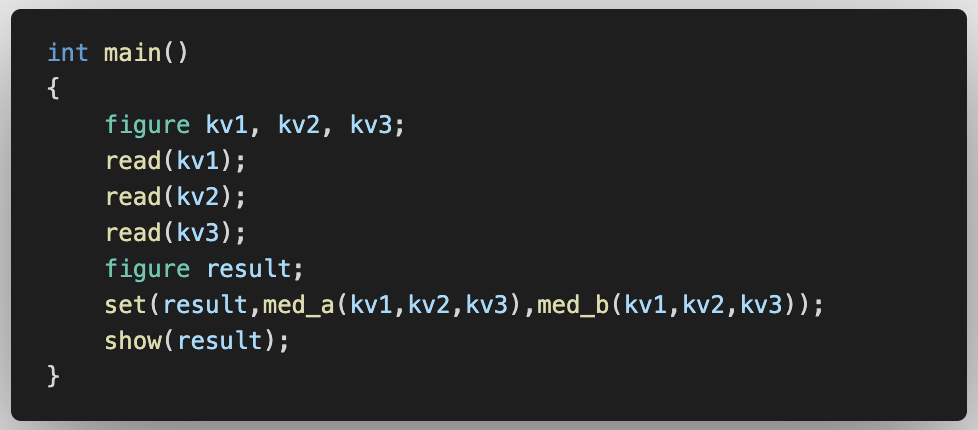 int main()
{
    figure kv1, kv2, kv3;
    read(kv1);
    read(kv2);
    read(kv3);
    figure result;
    set(result,med_a(kv1,kv2,kv3),med_b(kv1,kv2,kv3));
    show(result);
}